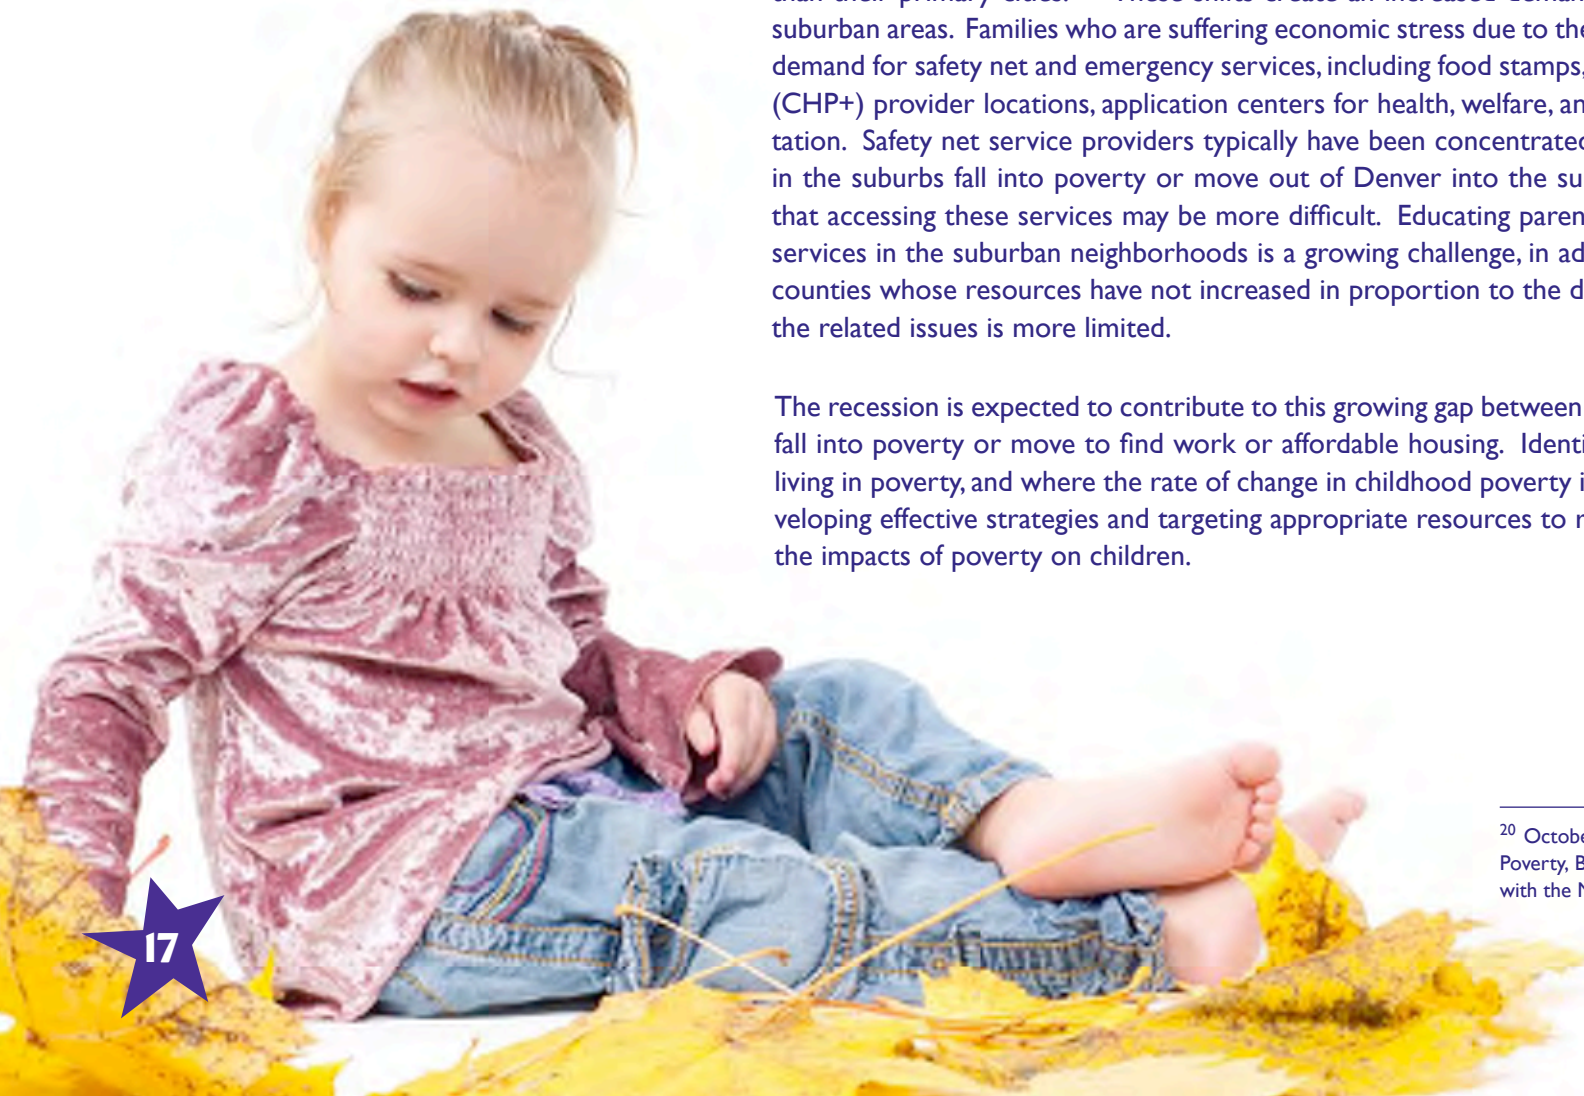 suburban areas. Families who are suffering economic stress due to the
demand for safety net and emergency services, including food stamps,
(CHP+) provider locations, application centers for health, welfare, an
tation. Safety net service providers typically have been concentrated
in the suburbs fall into poverty or move out of Denver into the su
that accessing these services may be more difficult. Educating paren
services in the suburban neighborhoods is a growing challenge, in ad
counties whose resources have not increased in proportion to the d
the related issues is more limited.
The recession is expected to contribute to this growing gap between
fall into poverty or move to find work or affordable housing. Identi
living in poverty, and where the rate of change in childhood poverty i
veloping effective strategies and targeting appropriate resources to r
the impacts of poverty on children.
20 Octobe
Poverty, B
with the N
17